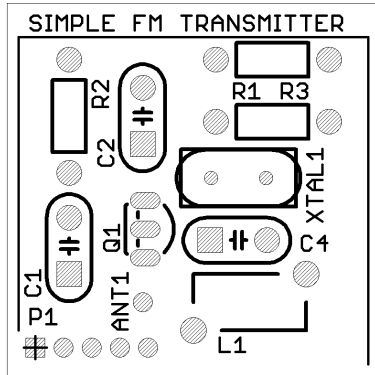 SIMPLE FM TRANSMITTER
R2
R1 R3
C2
XTAL1
Q1
C4
C1
ANT1
P1
L1